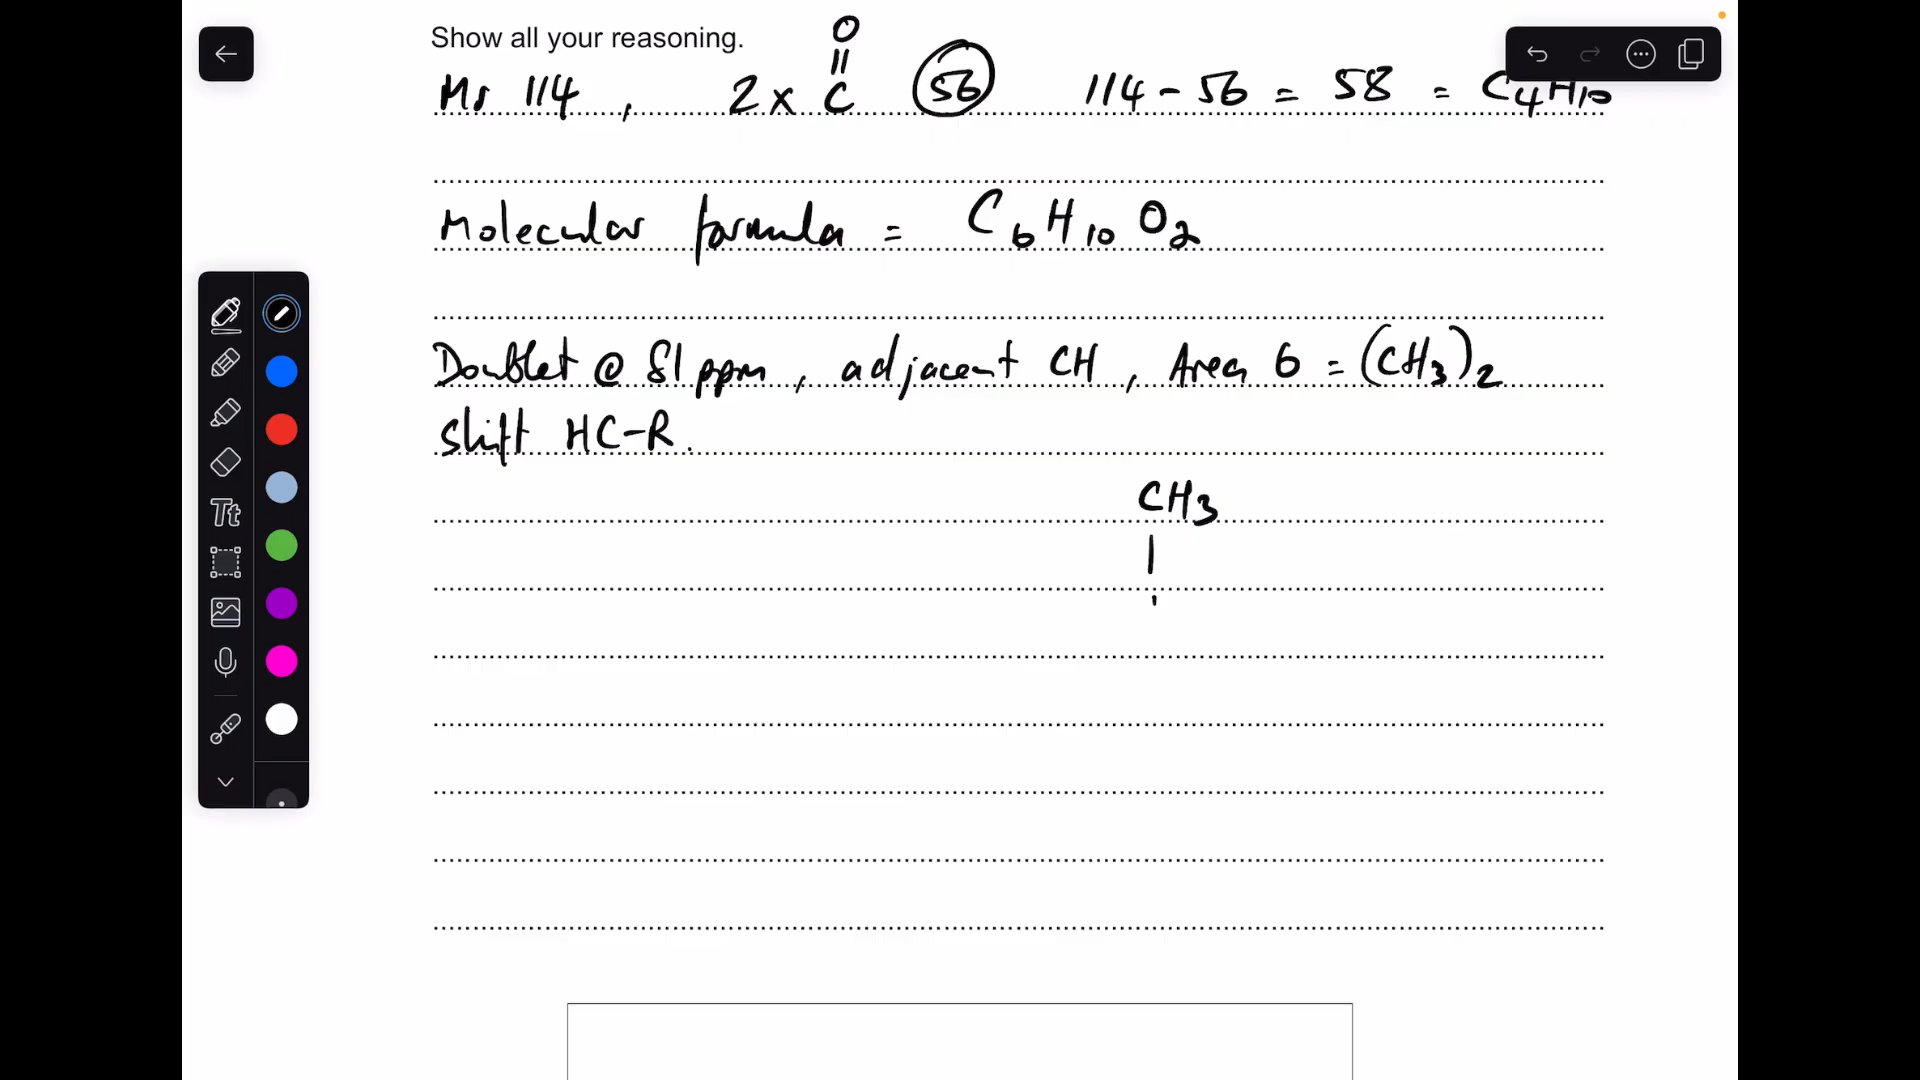 Show all your reasoning.
O
||
Mr 114 , 2 x C 56 114 - 56 = 58 = C4H10
Molecular formula = C6H10O2
Doublet @ δ1 ppm , adjacent CH , Area 6 = (CH3)2
Shift HC-R.
CH3
|
Tt